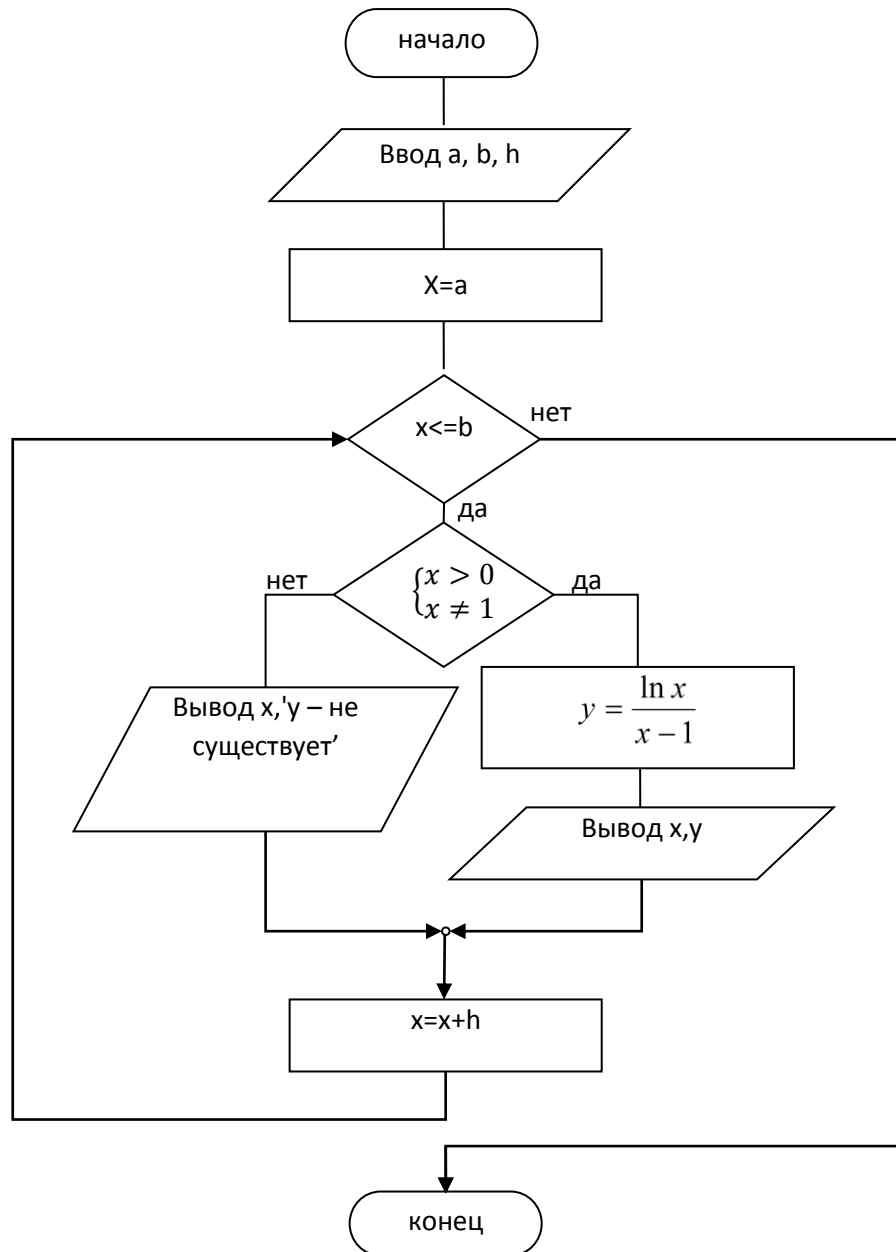 начало
Ввод a, b, h
X=a
x<=b
нет
да
нет
{x > 0
x ≠ 1
да
Вывод x,'y – не
существует’
y = ln x / x − 1
Вывод x,y
x=x+h
конец